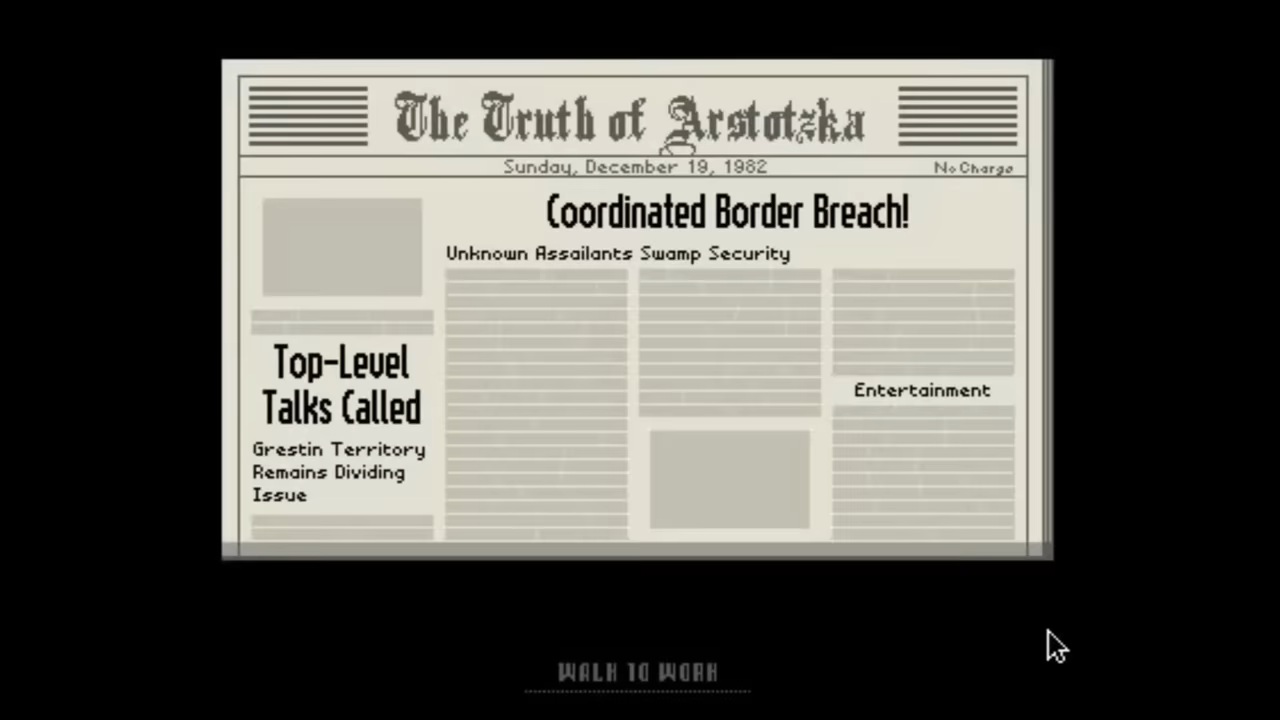 The Truth of Arstotzka
Sunday, December 19, 1982
No Charge
Coordinated Border Breach!
Unknown Assailants Swamp Security
Top-Level
Talks Called
Grestin Territory
Remains Dividing
Issue
Entertainment
WALK TO WORK